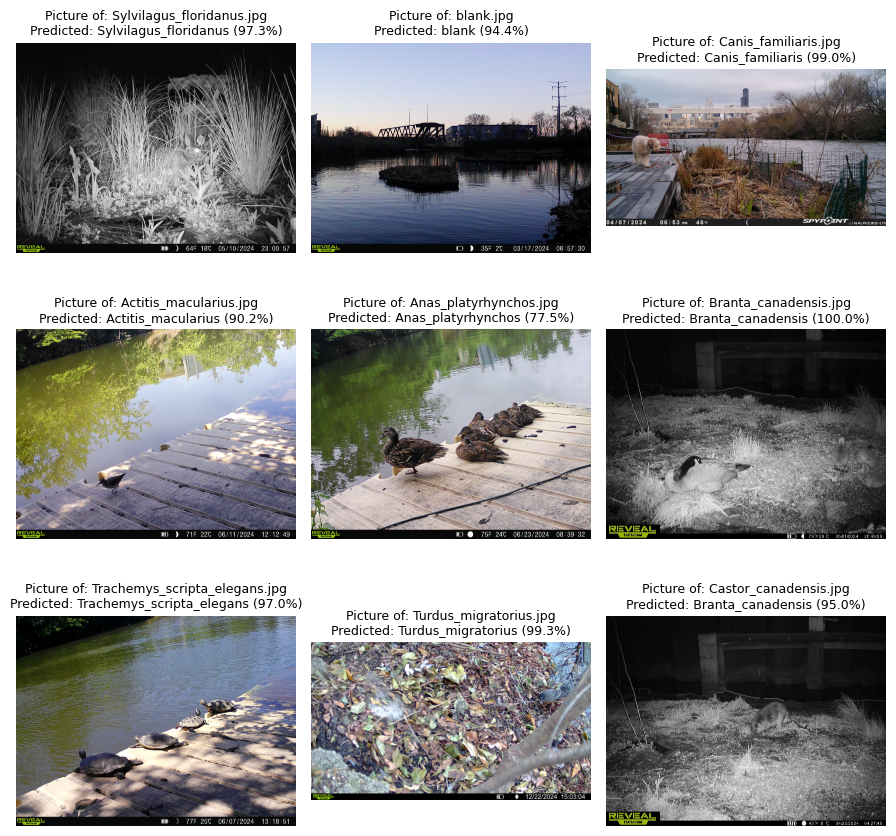 Picture of: Sylvilagus_floridanus.jpg
Predicted: Sylvilagus_floridanus (97.3%)
REVEAL
64F 18C 05/10/2024 23:00:57
Picture of: blank.jpg
Predicted: blank (94.4%)
REVEAL
35F 2C 03/17/2024 06:57:30
Picture of: Canis_familiaris.jpg
Predicted: Canis_familiaris (99.0%)
04/07/2024 06:53 AM 46°F
SPYPOINT
Picture of: Actitis_macularius.jpg
Predicted: Actitis_macularius (90.2%)
REVEAL
71F 22C 06/11/2024 12:12:49
Picture of: Anas_platyrhynchos.jpg
Predicted: Anas_platyrhynchos (77.5%)
REVEAL
75F 24C 06/23/2024 08:39:32
Picture of: Branta_canadensis.jpg
Predicted: Branta_canadensis (100.0%)
REVEAL
Picture of: Trachemys_scripta_elegans.jpg
Predicted: Trachemys_scripta_elegans (97.0%)
REVEAL
77F 25C 06/07/2024 13:18:51
Picture of: Turdus_migratorius.jpg
Predicted: Turdus_migratorius (99.3%)
REVEAL
12/22/2024 15:03:04
Picture of: Castor_canadensis.jpg
Predicted: Branta_canadensis (95.0%)
REVEAL